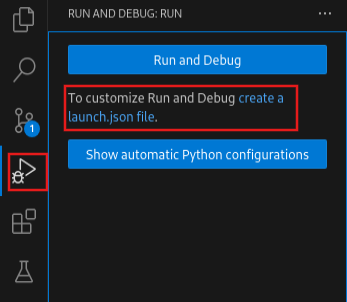 RUN AND DEBUG: RUN
Run and Debug
To customize Run and Debug create a
launch.json file.
1
Show automatic Python configurations